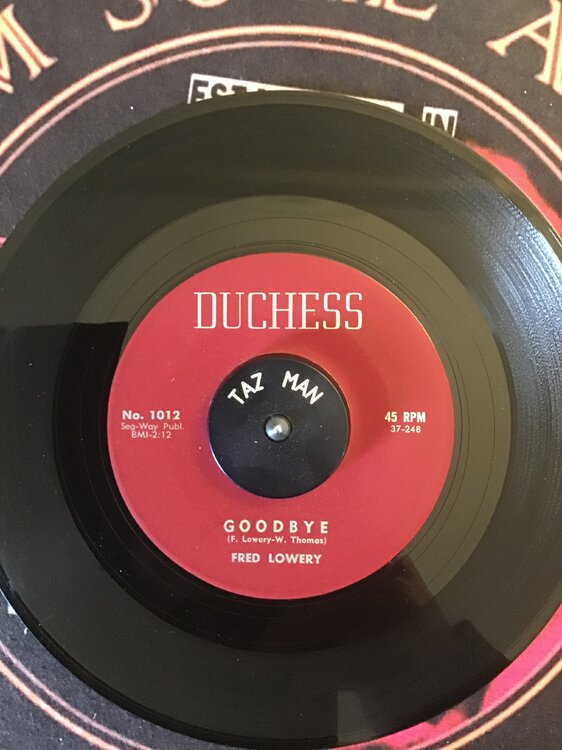 DUCHESS
TAZ MAN
No. 1012
Seg-Way Publ.
BMI-2:12
45 RPM
37-248
GOODBYE
(F. Lowery-W. Thomas)
FRED LOWERY